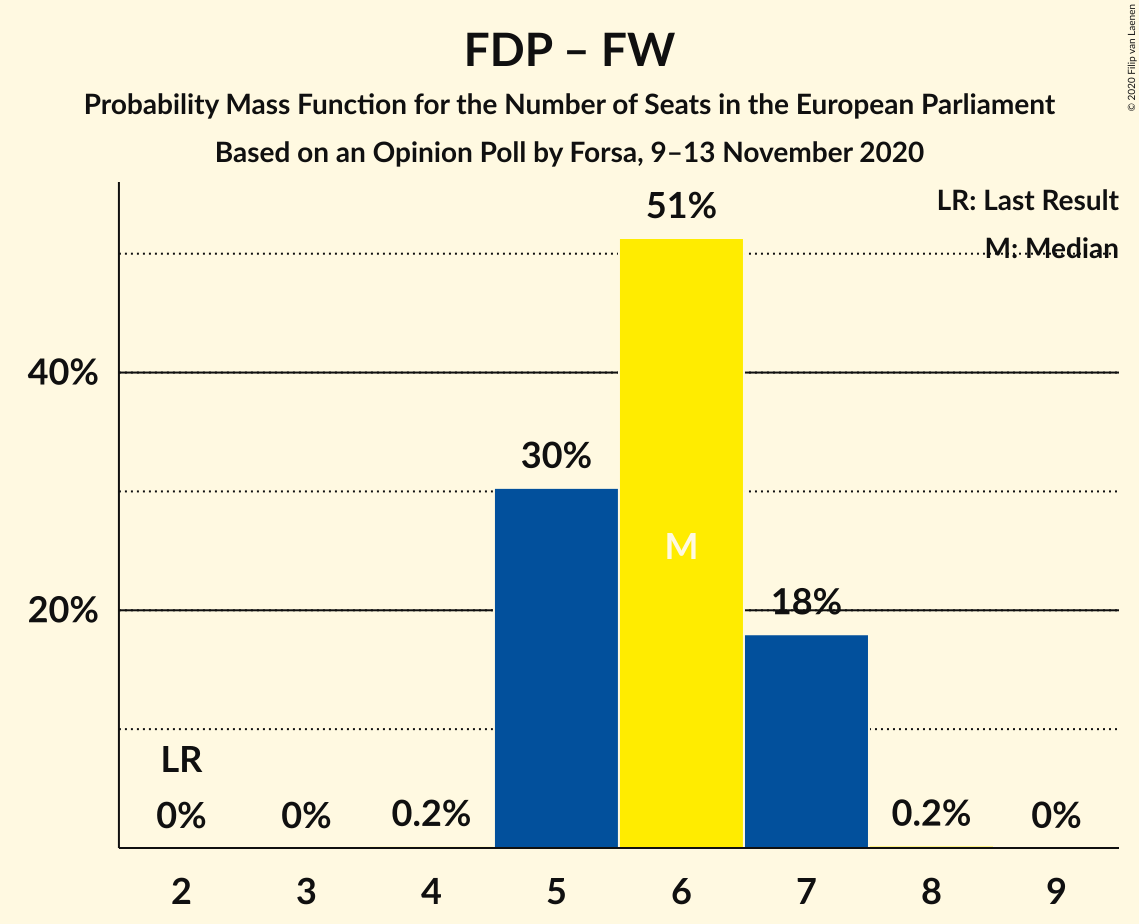 FDP – FW
Probability Mass Function for the Number of Seats in the European Parliament
Based on an Opinion Poll by Forsa, 9–13 November 2020
© 2020 Filip van Laenen
LR: Last Result
M: Median
51%
40%
30%
M
20%
18%
LR
0%
0%
0.2%
0.2%
0%
2
3
4
5
6
7
8
9